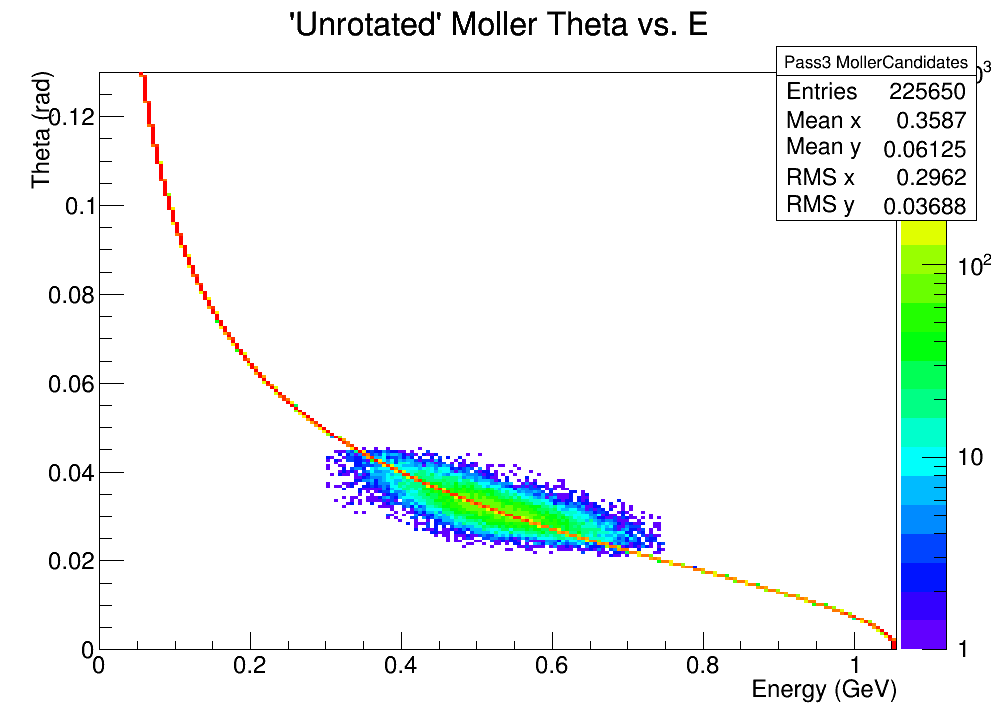 'Unrotated' Moller Theta vs. E
Pass3 MollerCandidates
Entries 225650
Mean x 0.3587
Mean y 0.06125
RMS x 0.2962
RMS y 0.03688
Theta (rad)
0.12
0.1
0.08
0.06
0.04
0.02
0
0 0.2 0.4 0.6 0.8 1
Energy (GeV)
10²
10
1